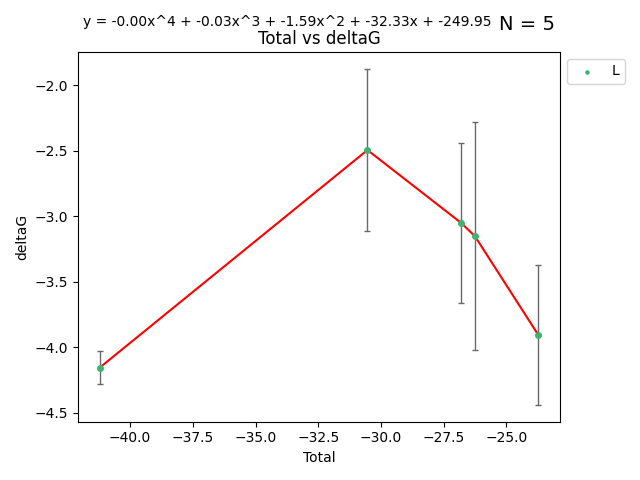 y = -0.00x^4 + -0.03x^3 + -1.59x^2 + -32.33x + -249.95 N = 5
Total vs deltaG
L
deltaG
−2.0
−2.5
−3.0
−3.5
−4.0
−4.5
−40.0 −37.5 −35.0 −32.5 −30.0 −27.5 −25.0
Total